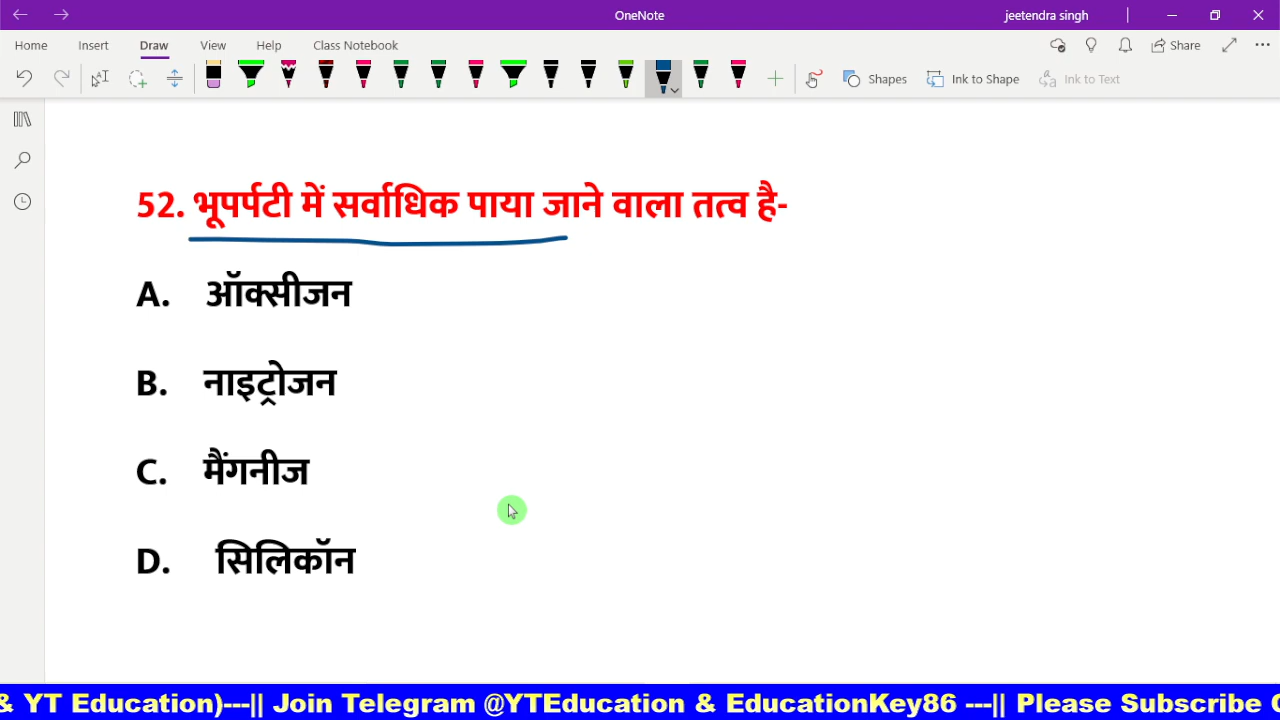 OneNote
jeetendra singh
Home Insert Draw View Help Class Notebook
Share
Shapes Ink to Shape Ink to Text
52. भूपर्पटी में सर्वाधिक पाया जाने वाला तत्व है-
A. ऑक्सीजन
B. नाइट्रोजन
C. मैंगनीज
D. सिलिकॉन
& YT Education)---|| Join Telegram @YTEducation & EducationKey86 ---|| Please Subscribe